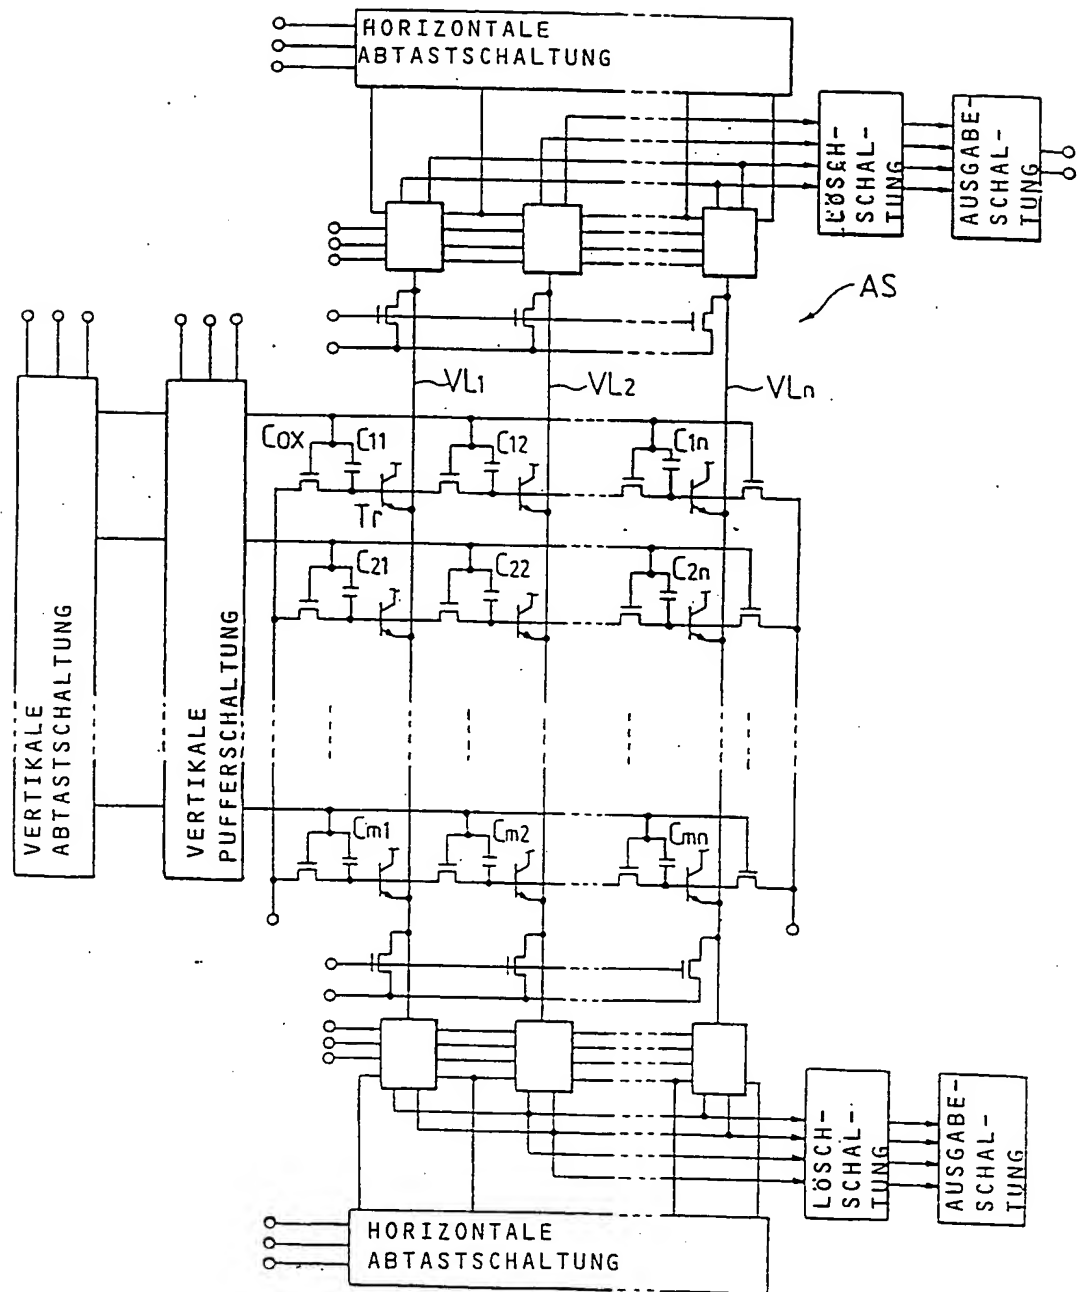 HORIZONTALE
ABTASTSCHALTUNG
LÖSCH-
SCHAL-
TUNG
AUSGABE-
SCHAL-
TUNG
AS
VL1
VL2
VLn
Cox
C11
C12
C1n
Tr
C21
C22
C2n
VERTIKALE
ABTASTSCHALTUNG
VERTIKALE
PUFFERSCHALTUNG
Cm1
Cm2
Cmn
LÖSCH-
SCHAL-
TUNG
AUSGABE-
SCHAL-
TUNG
HORIZONTALE
ABTASTSCHALTUNG